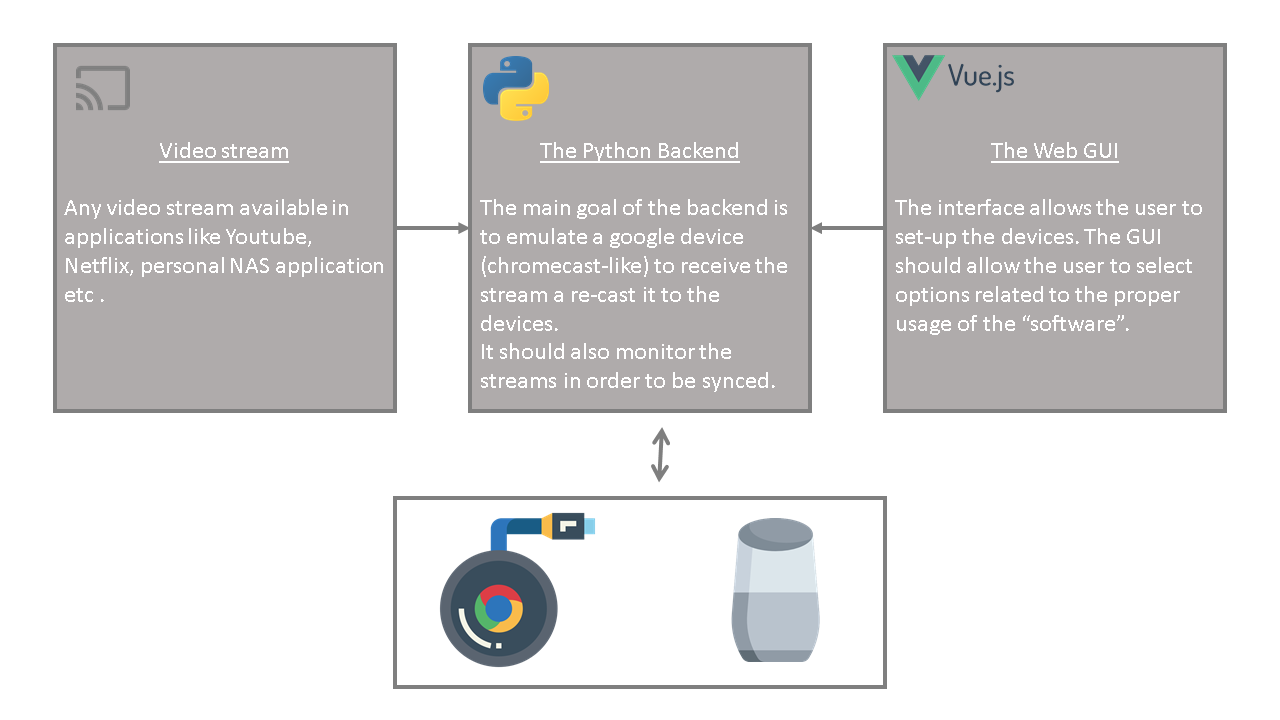 Video stream
Any video stream available in
applications like Youtube,
Netflix, personal NAS application
etc .
The Python Backend
The main goal of the backend is
to emulate a google device
(chromecast-like) to receive the
stream a re-cast it to the
devices.
It should also monitor the
streams in order to be synced.
Vue.js
The Web GUI
The interface allows the user to
set-up the devices. The GUI
should allow the user to select
options related to the proper
usage of the “software”.